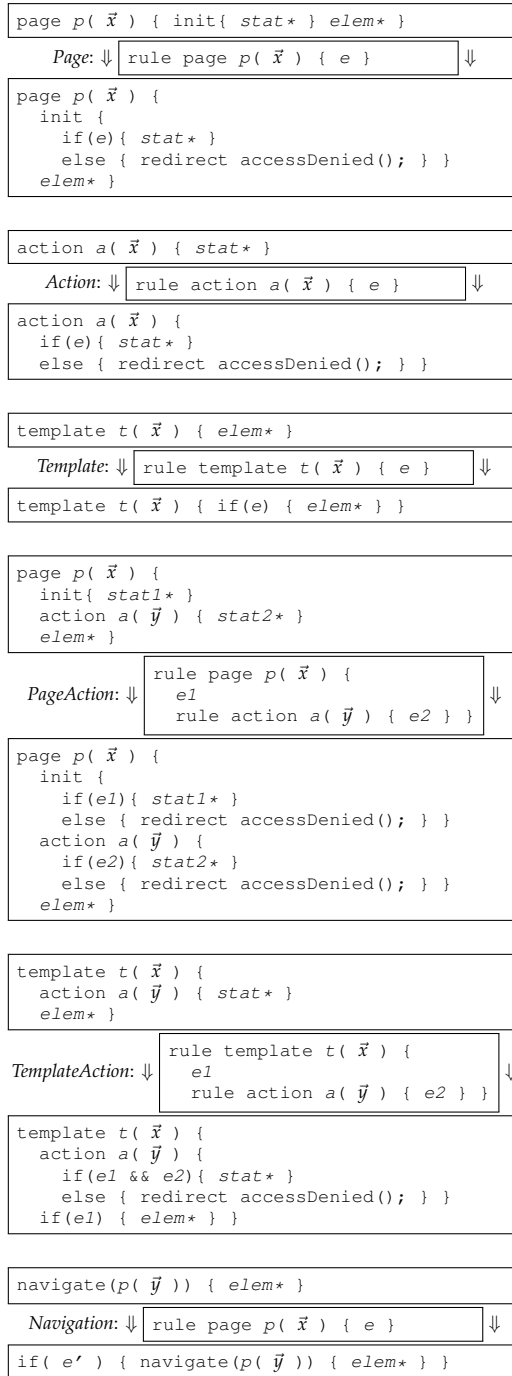 page p( x⃗ ) { init{ stat* } elem* }
Page: ⇓ rule page p( x⃗ ) { e } ⇓
page p( x⃗ ) {
init {
if(e){ stat* }
else { redirect accessDenied(); } }
elem* }
action a( x⃗ ) { stat* }
Action: ⇓ rule action a( x⃗ ) { e } ⇓
action a( x⃗ ) {
if(e){ stat* }
else { redirect accessDenied(); } }
template t( x⃗ ) { elem* }
Template: ⇓ rule template t( x⃗ ) { e } ⇓
template t( x⃗ ) { if(e) { elem* } }
page p( x⃗ ) {
init{ stat1* }
action a( y⃗ ) { stat2* }
elem* }
rule page p( x⃗ ) {
PageAction: ⇓ e1 ⇓
rule action a( y⃗ ) { e2 } }
page p( x⃗ ) {
init {
if(e1){ stat1* }
else { redirect accessDenied(); } }
action a( y⃗ ) {
if(e2){ stat2* }
else { redirect accessDenied(); } }
elem* }
template t( x⃗ ) {
action a( y⃗ ) { stat* }
elem* }
rule template t( x⃗ ) {
TemplateAction: ⇓ e1 ⇓
rule action a( y⃗ ) { e2 } }
template t( x⃗ ) {
action a( y⃗ ) {
if(e1 && e2){ stat* }
else { redirect accessDenied(); } }
if(e1) { elem* } }
navigate(p( y⃗ )) { elem* }
Navigation: ⇓ rule page p( x⃗ ) { e } ⇓
if( e′ ) { navigate(p( y⃗ )) { elem* } }